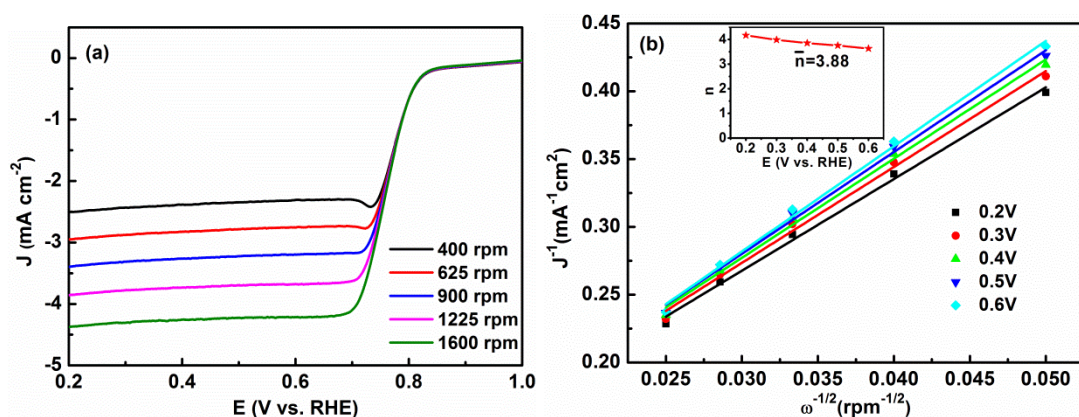 (a)
0
-1
-2
-3
-4
-5
J (mA cm-2)
400 rpm
625 rpm
900 rpm
1225 rpm
1600 rpm
0.2 0.4 0.6 0.8 1.0
E (V vs. RHE)
(b)
0.45
0.40
0.35
0.30
0.25
0.20
J-1(mA-1cm2)
4
3
2
1
0
n
n̄=3.88
0.2 0.3 0.4 0.5 0.6
E (V vs. RHE)
0.2V
0.3V
0.4V
0.5V
0.6V
0.025 0.030 0.035 0.040 0.045 0.050
ω-1/2(rpm-1/2)